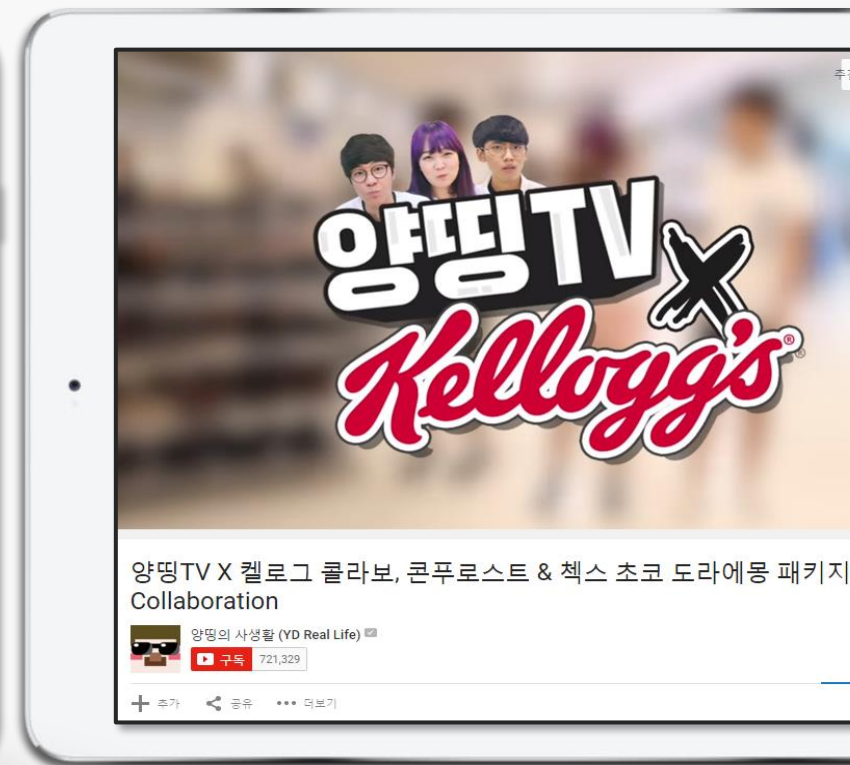 양띵TV X
Kellogg's®
양띵TV X 켈로그 콜라보, 콘푸로스트 & 첵스 초코 도라에몽 패키지
Collaboration
양띵의 사생활 (YD Real Life)
구독 721,329
추가 공유 더보기